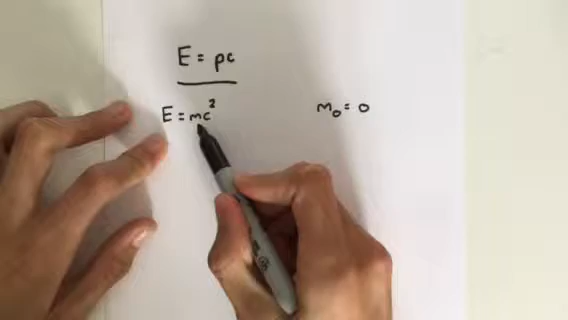 E = pc
E = mc²
m₀ = 0